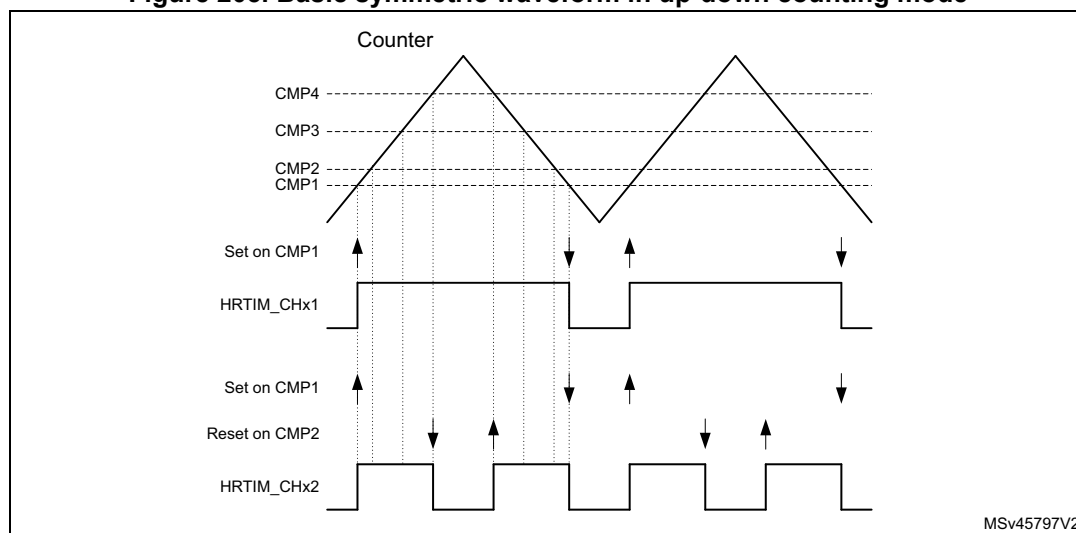 Figure Basic symmetric waveform in up-down counting mode
Counter
CMP4
CMP3
CMP2
CMP1
Set on CMP1
HRTIM_CHx1
Set on CMP1
Reset on CMP2
HRTIM_CHx2
MSv45797V2